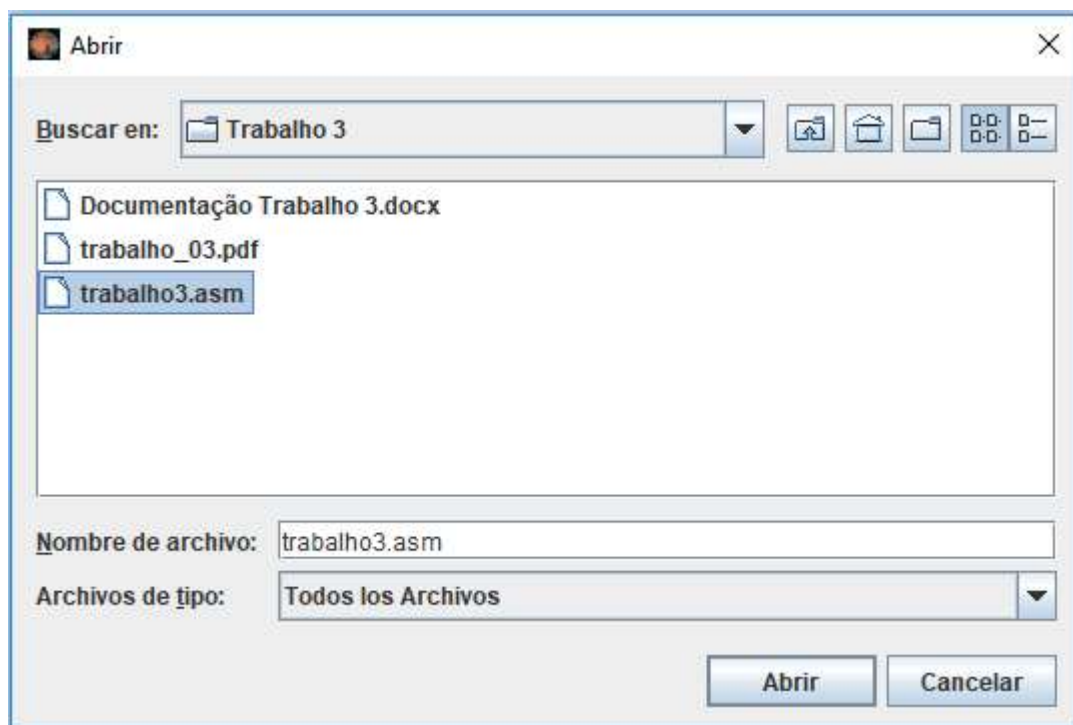 Abrir
Buscar en: Trabalho 3
Documentação Trabalho 3.docx
trabalho_03.pdf
trabalho3.asm
Nombre de archivo: trabalho3.asm
Archivos de tipo: Todos los Archivos
Abrir Cancelar